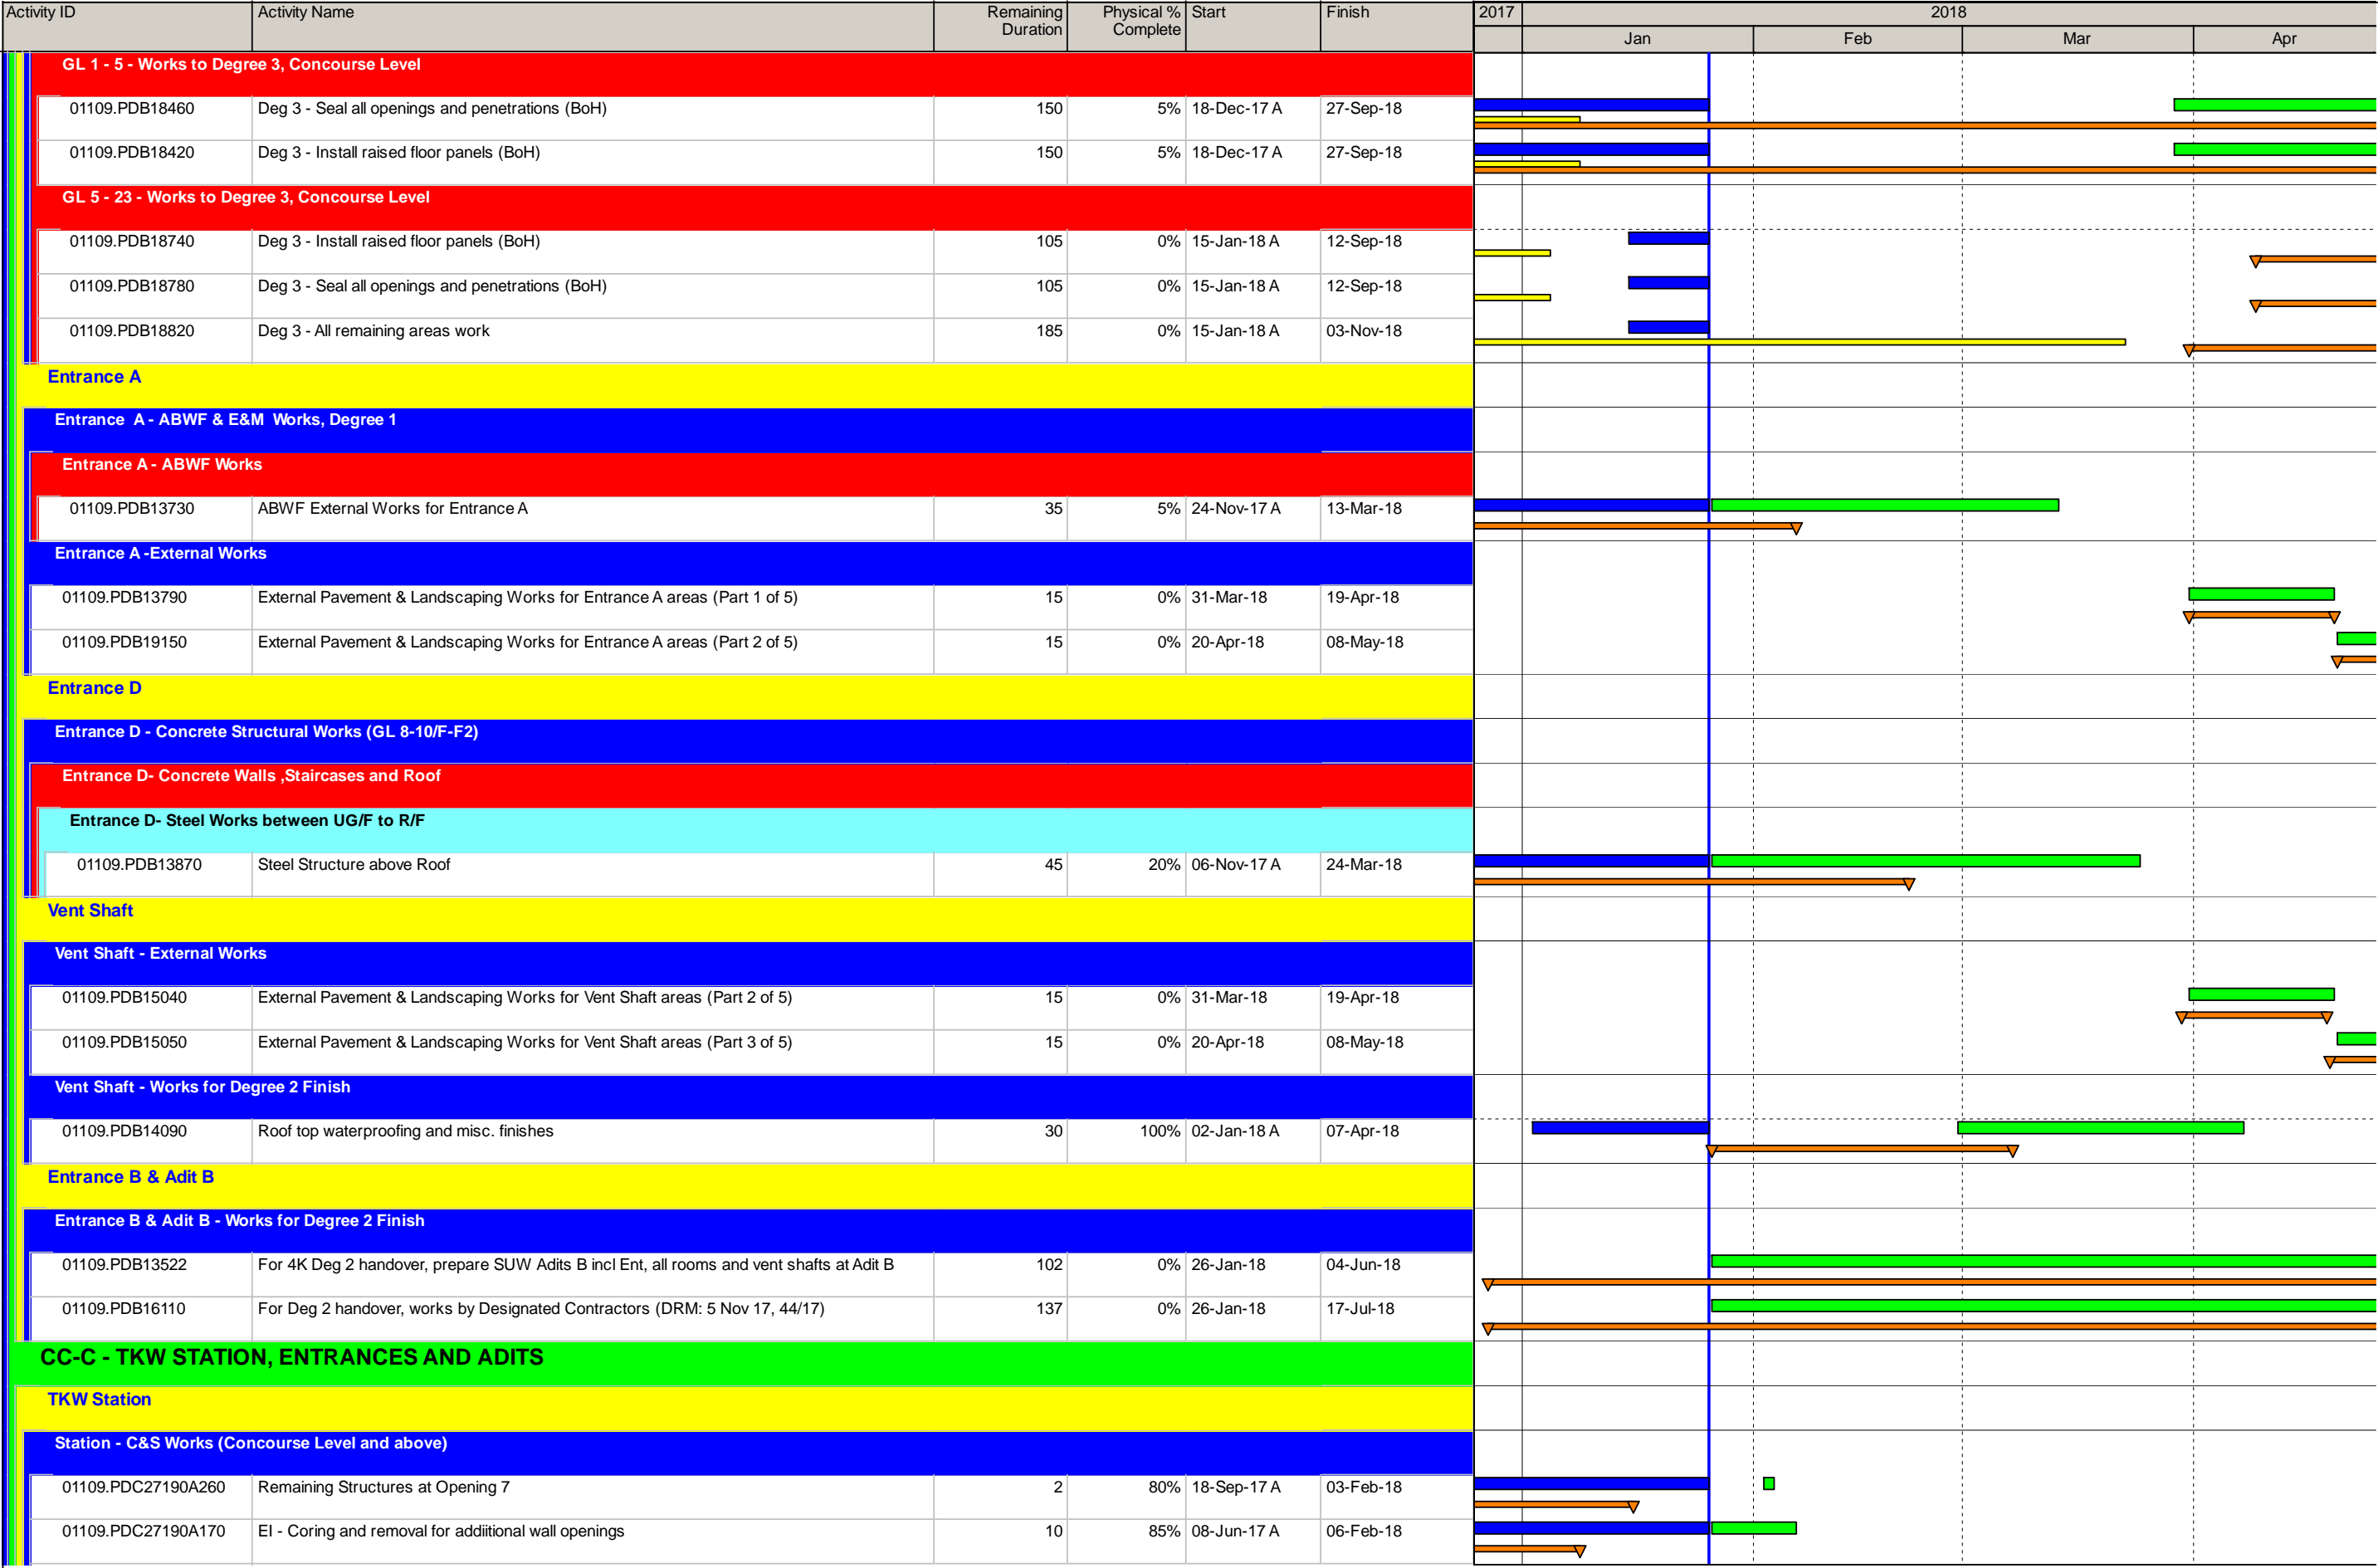 Activity ID Activity Name Remaining Duration Physical % Complete Start Finish 2017 2018
Jan Feb Mar Apr
GL 1 - 5 - Works to Degree 3, Concourse Level
01109.PDB18460 Deg 3 - Seal all openings and penetrations (BoH) 150 5% 18-Dec-17 A 27-Sep-18
01109.PDB18420 Deg 3 - Install raised floor panels (BoH) 150 5% 18-Dec-17 A 27-Sep-18
GL 5 - 23 - Works to Degree 3, Concourse Level
01109.PDB18740 Deg 3 - Install raised floor panels (BoH) 105 0% 15-Jan-18 A 12-Sep-18
01109.PDB18780 Deg 3 - Seal all openings and penetrations (BoH) 105 0% 15-Jan-18 A 12-Sep-18
01109.PDB18820 Deg 3 - All remaining areas work 185 0% 15-Jan-18 A 03-Nov-18
Entrance A
Entrance A - ABWF & E&M Works, Degree 1
Entrance A - ABWF Works
01109.PDB13730 ABWF External Works for Entrance A 35 5% 24-Nov-17 A 13-Mar-18
Entrance A -External Works
01109.PDB13790 External Pavement & Landscaping Works for Entrance A areas (Part 1 of 5) 15 0% 31-Mar-18 19-Apr-18
01109.PDB19150 External Pavement & Landscaping Works for Entrance A areas (Part 2 of 5) 15 0% 20-Apr-18 08-May-18
Entrance D
Entrance D - Concrete Structural Works (GL 8-10/F-F2)
Entrance D- Concrete Walls ,Staircases and Roof
Entrance D- Steel Works between UG/F to R/F
01109.PDB13870 Steel Structure above Roof 45 20% 06-Nov-17 A 24-Mar-18
Vent Shaft
Vent Shaft - External Works
01109.PDB15040 External Pavement & Landscaping Works for Vent Shaft areas (Part 2 of 5) 15 0% 31-Mar-18 19-Apr-18
01109.PDB15050 External Pavement & Landscaping Works for Vent Shaft areas (Part 3 of 5) 15 0% 20-Apr-18 08-May-18
Vent Shaft - Works for Degree 2 Finish
01109.PDB14090 Roof top waterproofing and misc. finishes 30 100% 02-Jan-18 A 07-Apr-18
Entrance B & Adit B
Entrance B & Adit B - Works for Degree 2 Finish
01109.PDB13522 For 4K Deg 2 handover, prepare SUW Adits B incl Ent, all rooms and vent shafts at Adit B 102 0% 26-Jan-18 04-Jun-18
01109.PDB16110 For Deg 2 handover, works by Designated Contractors (DRM: 5 Nov 17, 44/17) 137 0% 26-Jan-18 17-Jul-18
CC-C - TKW STATION, ENTRANCES AND ADITS
TKW Station
Station - C&S Works (Concourse Level and above)
01109.PDC27190A260 Remaining Structures at Opening 7 2 80% 18-Sep-17 A 03-Feb-18
01109.PDC27190A170 EI - Coring and removal for addiitional wall openings 10 85% 08-Jun-17 A 06-Feb-18